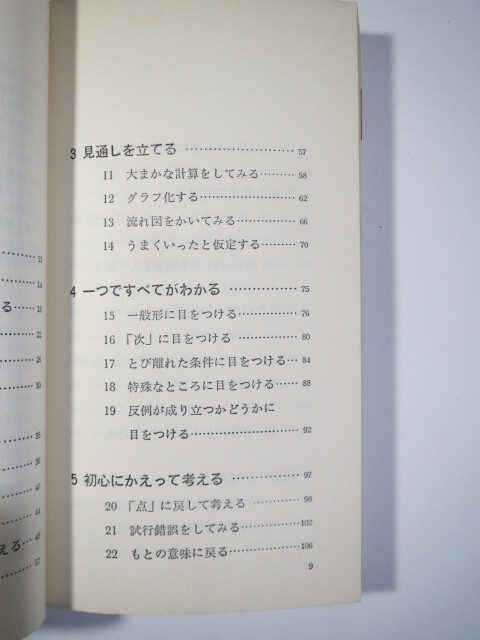 3 見通しを立てる ………………… 57
11 大まかな計算をしてみる ……… 58
12 グラフ化する ………………… 62
13 流れ図をかいてみる ………… 66
14 うまくいったと仮定する ……… 70
4 一つですべてがわかる ………… 75
15 一般形に目をつける ………… 76
16 「次」に目をつける ………… 80
17 とび離れた条件に目をつける …… 84
18 特殊なところに目をつける …… 88
19 反例が成り立つかどうかに
目をつける ………………… 92
5 初心にかえって考える ………… 97
20 「点」に戻して考える ………… 98
21 試行錯誤をしてみる ………… 102
22 もとの意味に戻る ………… 106
9